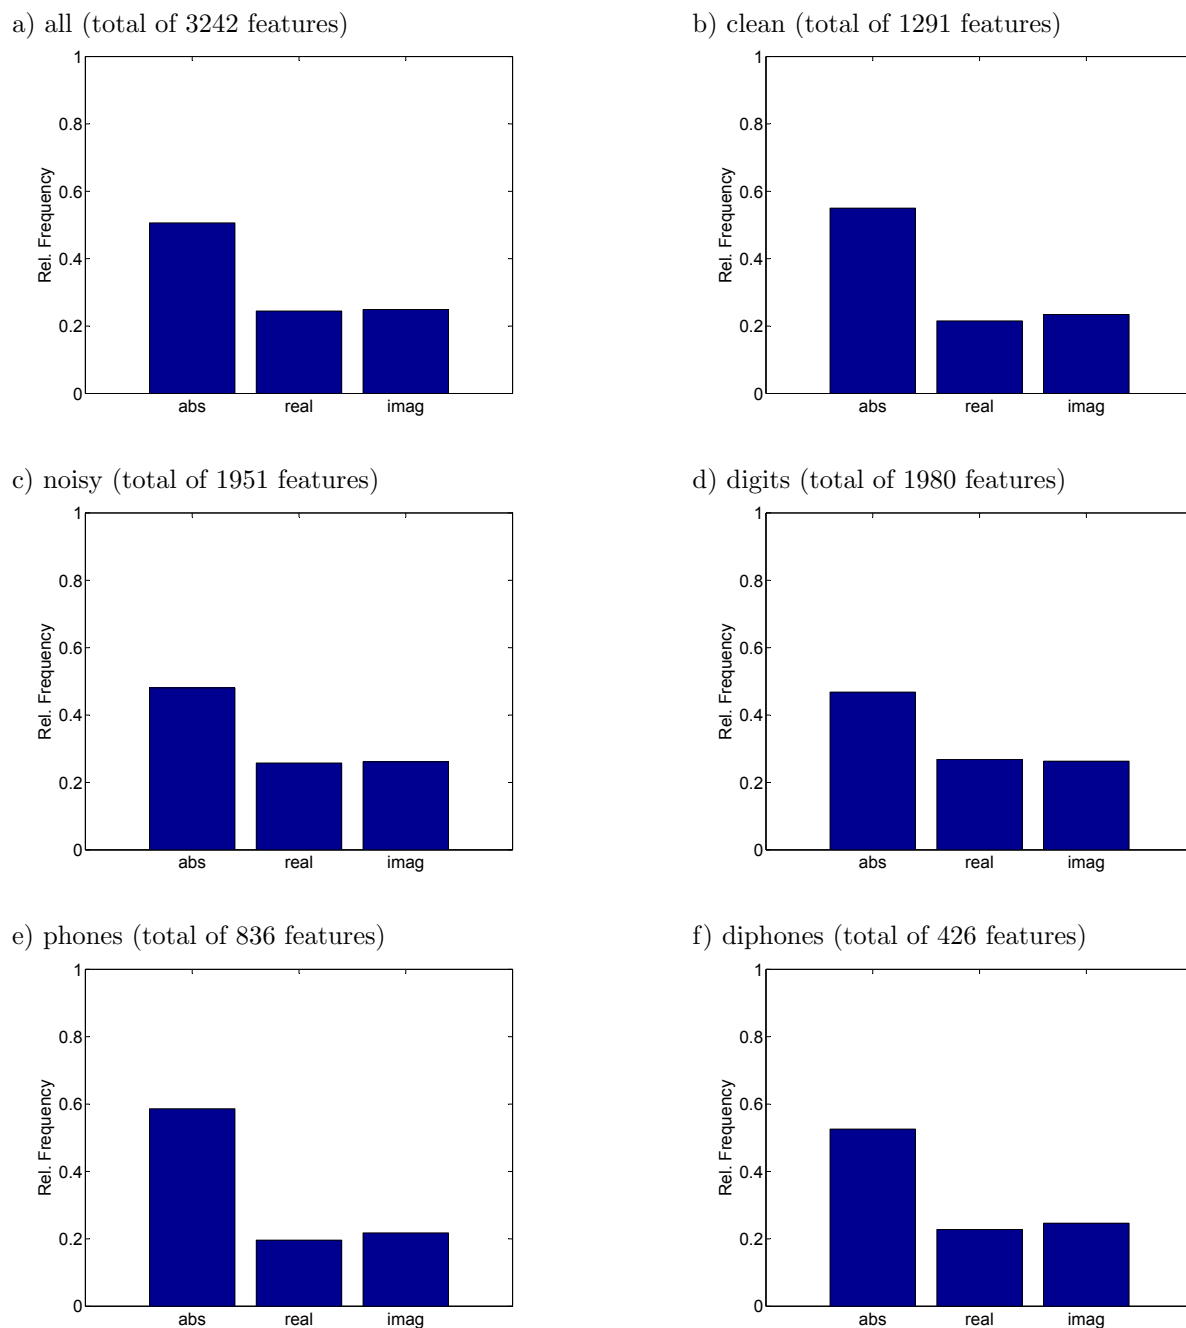 a) all (total of 3242 features)
1
0.8
0.6
0.4
0.2
0
Rel. Frequency
abs real imag
b) clean (total of 1291 features)
1
0.8
0.6
0.4
0.2
0
Rel. Frequency
abs real imag
c) noisy (total of 1951 features)
1
0.8
0.6
0.4
0.2
0
Rel. Frequency
abs real imag
d) digits (total of 1980 features)
1
0.8
0.6
0.4
0.2
0
Rel. Frequency
abs real imag
e) phones (total of 836 features)
1
0.8
0.6
0.4
0.2
0
Rel. Frequency
abs real imag
f) diphones (total of 426 features)
1
0.8
0.6
0.4
0.2
0
Rel. Frequency
abs real imag